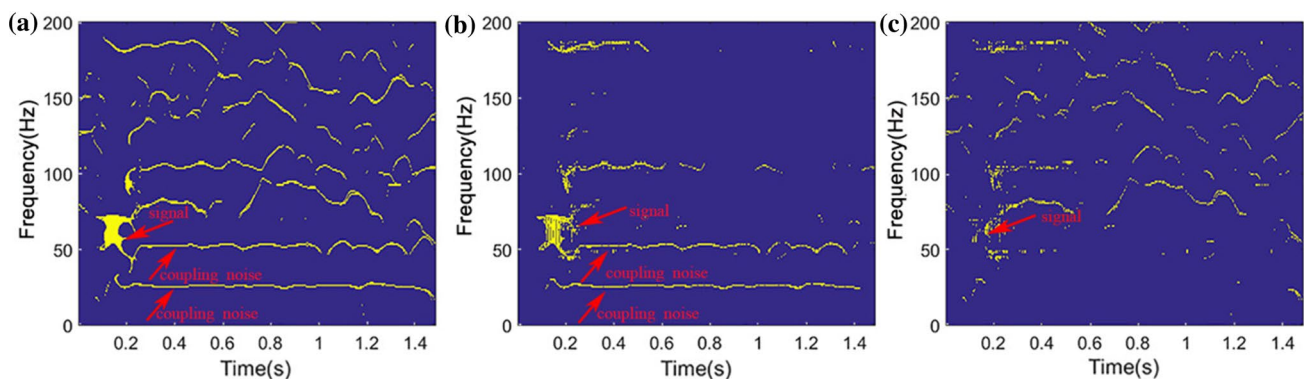 (a)
200
150
100
50
0
Frequency(Hz)
signal
coupling noise
coupling noise
0.2 0.4 0.6 0.8 1 1.2 1.4
Time(s)
(b)
200
150
100
50
0
Frequency(Hz)
signal
coupling noise
coupling noise
0.2 0.4 0.6 0.8 1 1.2 1.4
Time(s)
(c)
200
150
100
50
0
Frequency(Hz)
signal
0.2 0.4 0.6 0.8 1 1.2 1.4
Time(s)